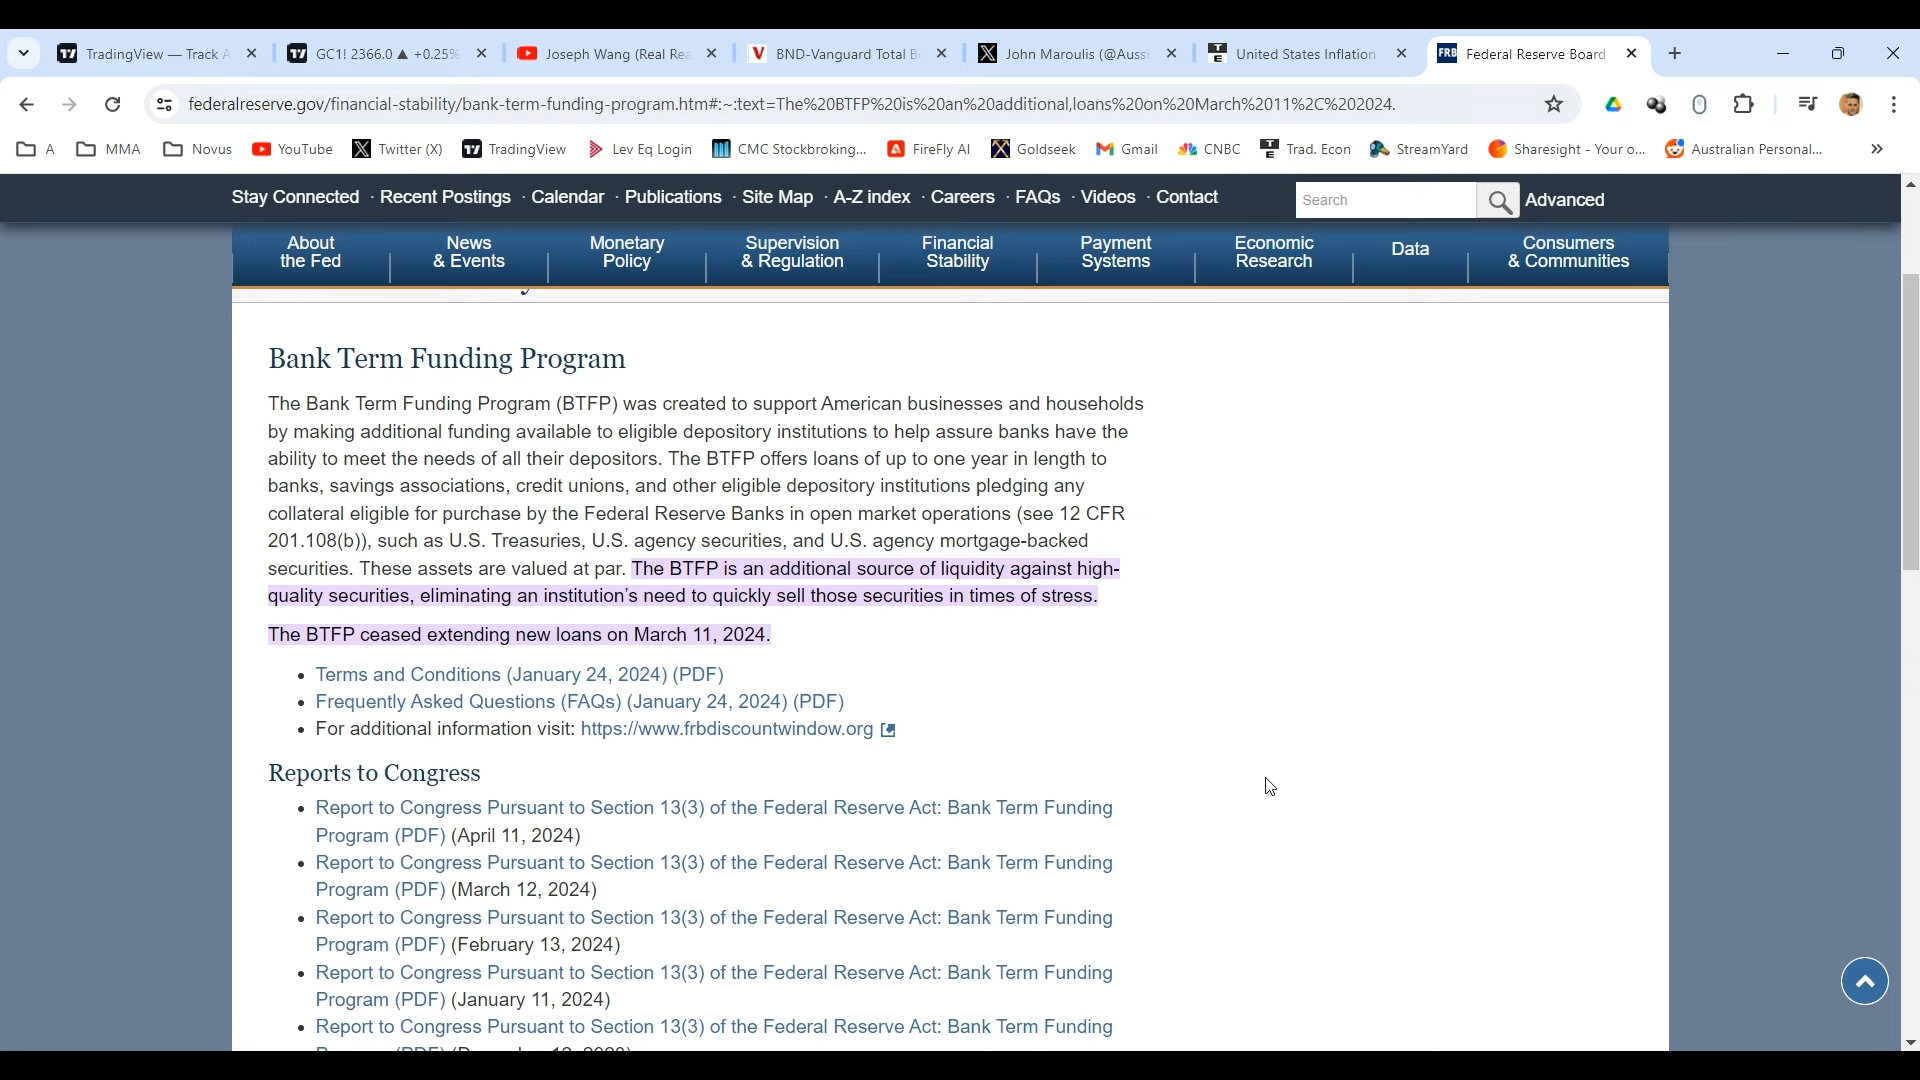 TradingView — Track A
GC1! 2366.0 ▲ +0.25%
Joseph Wang (Real Rea
BND-Vanguard Total B
John Maroulis (@Aussi
United States Inflation
FRB Federal Reserve Board
federalreserve.gov/financial-stability/bank-term-funding-program.htm#:~:text=The%20BTFP%20is%20an%20additional,loans%20on%20March%2011%2C%202024.
A MMA Novus YouTube Twitter (X) TradingView Lev Eq Login CMC Stockbroking... FireFly AI Goldseek Gmail CNBC Trad. Econ StreamYard Sharesight - Your o... Australian Personal... »
Stay Connected · Recent Postings · Calendar · Publications · Site Map · A-Z index · Careers · FAQs · Videos · Contact Search Advanced
About
the Fed
News
& Events
Monetary
Policy
Supervision
& Regulation
Financial
Stability
Payment
Systems
Economic
Research
Data
Consumers
& Communities
Bank Term Funding Program
The Bank Term Funding Program (BTFP) was created to support American businesses and households
by making additional funding available to eligible depository institutions to help assure banks have the
ability to meet the needs of all their depositors. The BTFP offers loans of up to one year in length to
banks, savings associations, credit unions, and other eligible depository institutions pledging any
collateral eligible for purchase by the Federal Reserve Banks in open market operations (see 12 CFR
201.108(b)), such as U.S. Treasuries, U.S. agency securities, and U.S. agency mortgage-backed
securities. These assets are valued at par. The BTFP is an additional source of liquidity against high-
quality securities, eliminating an institution's need to quickly sell those securities in times of stress.
The BTFP ceased extending new loans on March 11, 2024.
• Terms and Conditions (January 24, 2024) (PDF)
• Frequently Asked Questions (FAQs) (January 24, 2024) (PDF)
• For additional information visit: https://www.frbdiscountwindow.org
Reports to Congress
• Report to Congress Pursuant to Section 13(3) of the Federal Reserve Act: Bank Term Funding
Program (PDF) (April 11, 2024)
• Report to Congress Pursuant to Section 13(3) of the Federal Reserve Act: Bank Term Funding
Program (PDF) (March 12, 2024)
• Report to Congress Pursuant to Section 13(3) of the Federal Reserve Act: Bank Term Funding
Program (PDF) (February 13, 2024)
• Report to Congress Pursuant to Section 13(3) of the Federal Reserve Act: Bank Term Funding
Program (PDF) (January 11, 2024)
• Report to Congress Pursuant to Section 13(3) of the Federal Reserve Act: Bank Term Funding